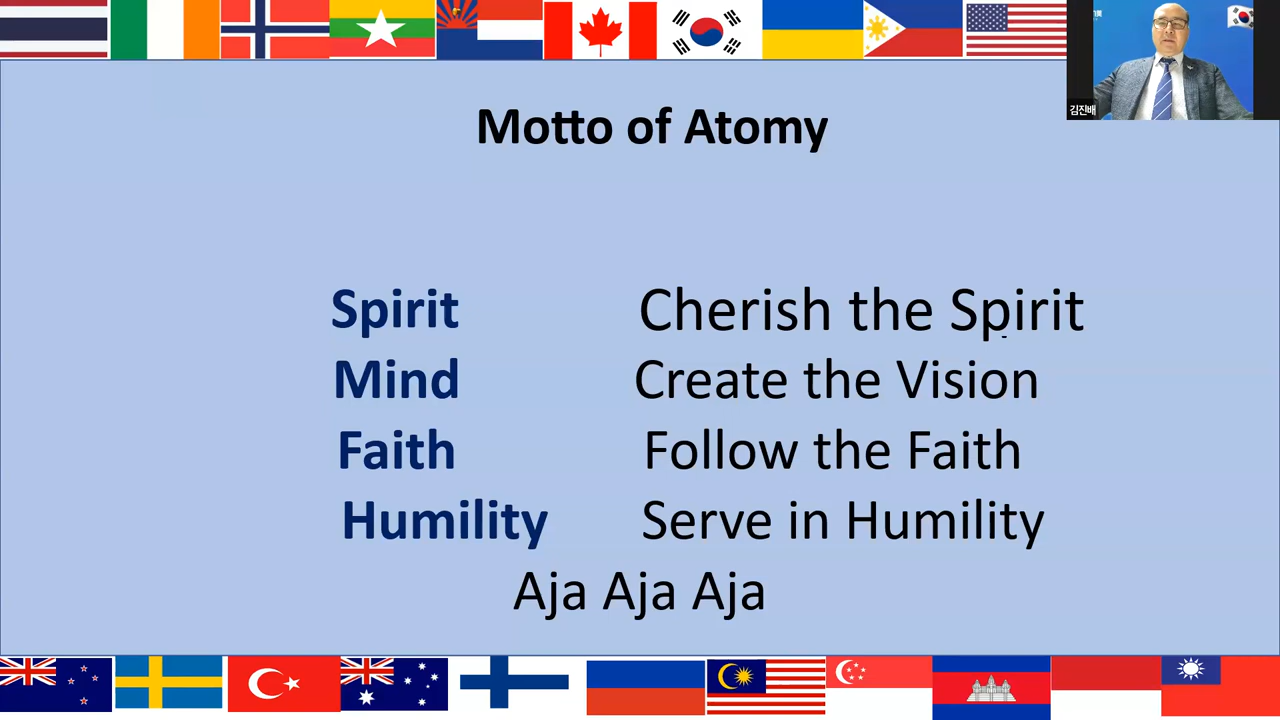 Motto of Atomy
김진배
Spirit Cherish the Spirit
Mind Create the Vision
Faith Follow the Faith
Humility Serve in Humility
Aja Aja Aja